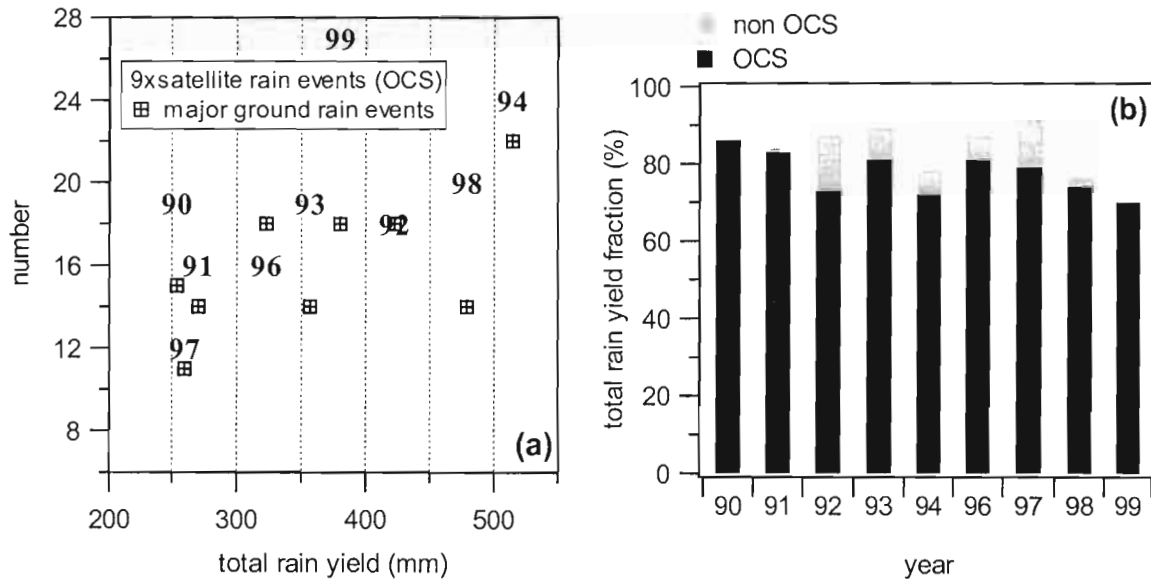 28
24
20
16
12
8
number
99
9xsatellite rain events (OCS)
major ground rain events
94
98
90
93
92
91
96
97
(a)
200 300 400 500
total rain yield (mm)
non OCS
OCS
100
80
60
40
20
0
total rain yield fraction (%)
(b)
90 91 92 93 94 96 97 98 99
year